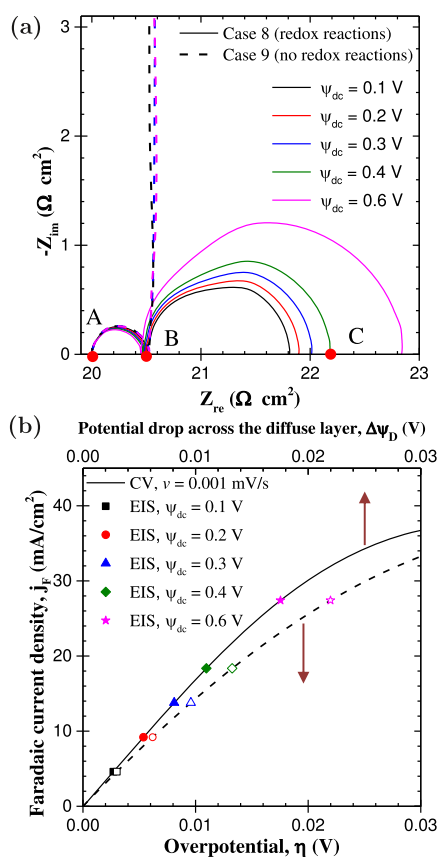 (a)
Case 8 (redox reactions)
Case 9 (no redox reactions)
ψdc = 0.1 V
ψdc = 0.2 V
ψdc = 0.3 V
ψdc = 0.4 V
ψdc = 0.6 V
3
2
1
0
-Zim (Ω cm²)
A
B
C
20 21 22 23
Zre (Ω cm²)
(b)
Potential drop across the diffuse layer, ΔψD (V)
0.00 0.01 0.02 0.03
CV, v = 0.001 mV/s
EIS, ψdc = 0.1 V
EIS, ψdc = 0.2 V
EIS, ψdc = 0.3 V
EIS, ψdc = 0.4 V
EIS, ψdc = 0.6 V
40
30
20
10
0
Faradaic current density, jF (mA/cm²)
0.00 0.01 0.02 0.03
Overpotential, η (V)